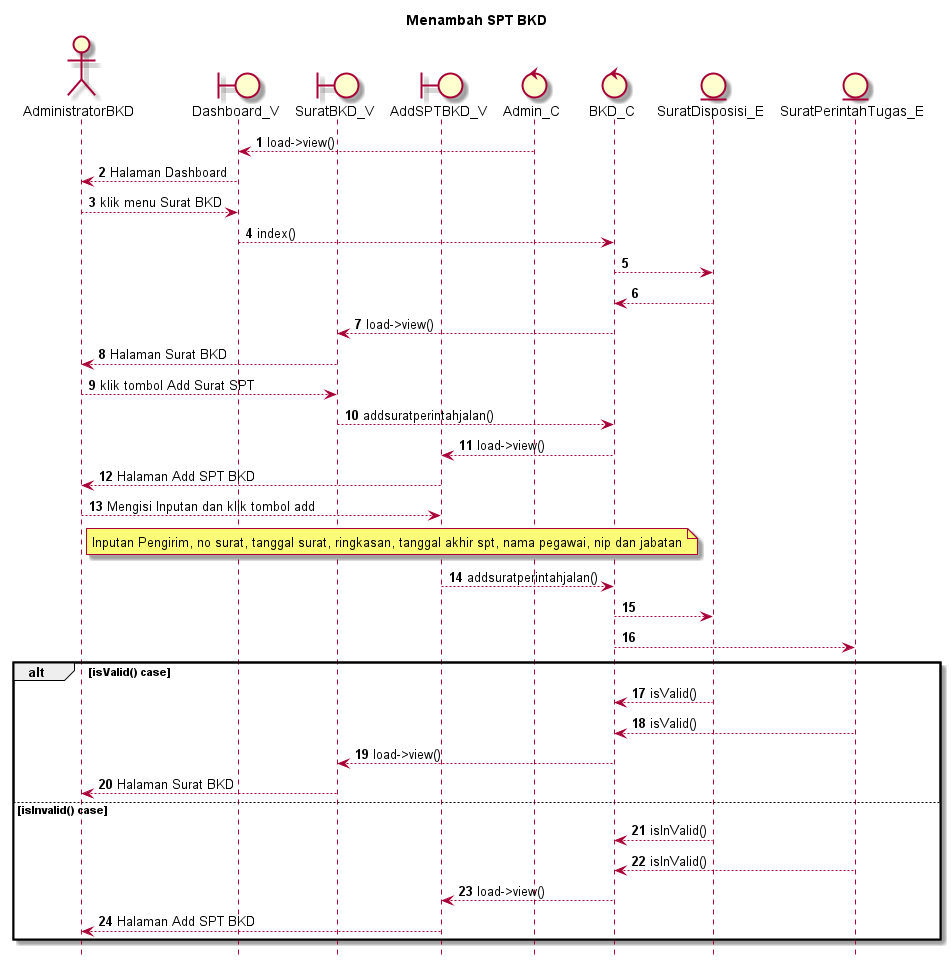 Menambah SPT BKD
AdministratorBKD
Dashboard_V
SuratBKD_V
AddSPTBKD_V
Admin_C
BKD_C
SuratDisposisi_E
SuratPerintahTugas_E
1 load->view()
2 Halaman Dashboard
3 klik menu Surat BKD
4 index()
5
6
7 load->view()
8 Halaman Surat BKD
9 klik tombol Add Surat SPT
10 addsuratperintahjalan()
11 load->view()
12 Halaman Add SPT BKD
13 Mengisi Inputan dan klik tombol add
Inputan Pengirim, no surat, tanggal surat, ringkasan, tanggal akhir spt, nama pegawai, nip dan jabatan
14 addsuratperintahjalan()
15
16
alt [isValid() case]
17 isValid()
18 isValid()
19 load->view()
20 Halaman Surat BKD
[isInvalid() case]
21 isInValid()
22 isInValid()
23 load->view()
24 Halaman Add SPT BKD